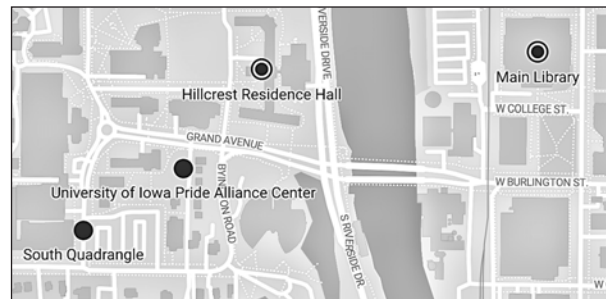 RIVERSIDE DRIVE
Main Library
Hillcrest Residence Hall
W COLLEGE ST.
GRAND AVENUE
University of Iowa Pride Alliance Center
BYINGTON ROAD
W BURLINGTON ST.
S RIVERSIDE DR.
South Quadrangle
W